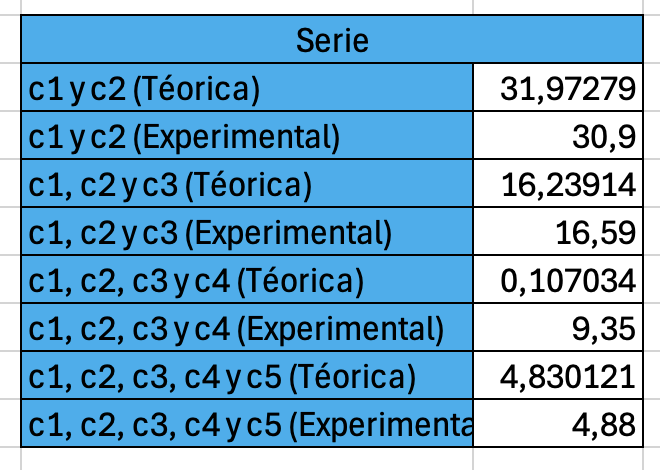 Serie
c1 y c2 (Téorica) 31,97279
c1 y c2 (Experimental) 30,9
c1, c2 y c3 (Téorica) 16,23914
c1, c2 y c3 (Experimental) 16,59
c1, c2, c3 y c4 (Téorica) 0,107034
c1, c2, c3 y c4 (Experimental) 9,35
c1, c2, c3, c4 y c5 (Téorica) 4,830121
c1, c2, c3, c4 y c5 (Experimenta 4,88